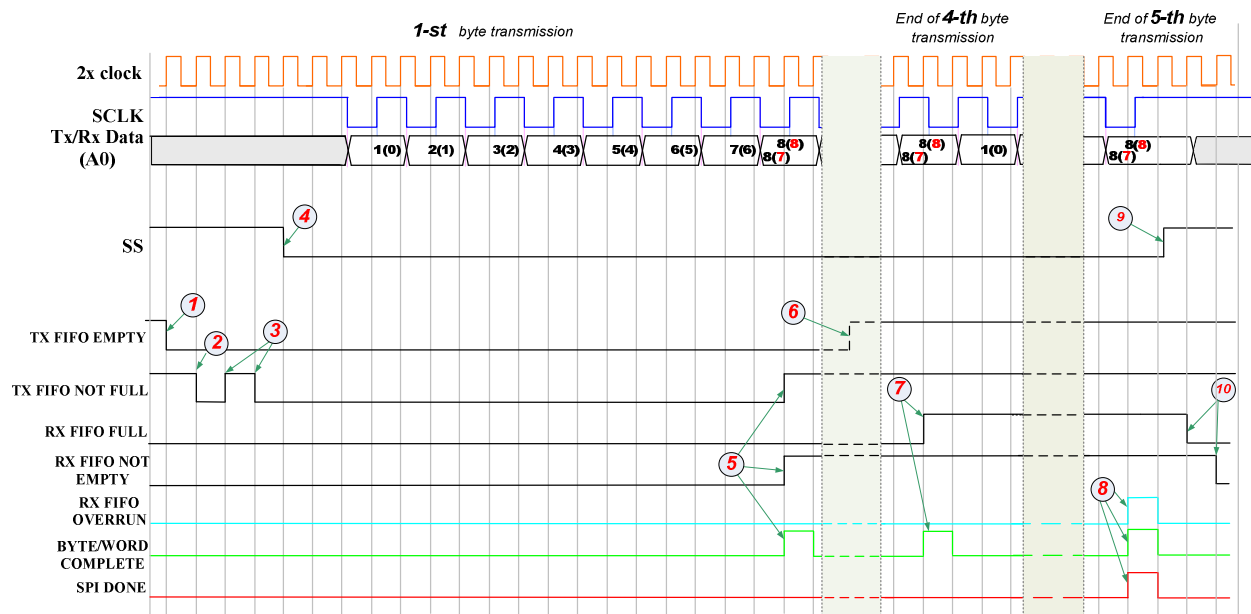 1-st byte transmission
End of 4-th byte
transmission
End of 5-th byte
transmission
2x clock
SCLK
Tx/Rx Data
(A0)
1(0)
2(1)
3(2)
4(3)
5(4)
6(5)
7(6)
8(8)
8(7)
8(8)
8(7)
1(0)
8(8)
8(7)
4
9
SS
1
2
3
6
TX FIFO EMPTY
TX FIFO NOT FULL
7
10
RX FIFO FULL
5
RX FIFO NOT
EMPTY
8
RX FIFO
OVERRUN
BYTE/WORD
COMPLETE
SPI DONE